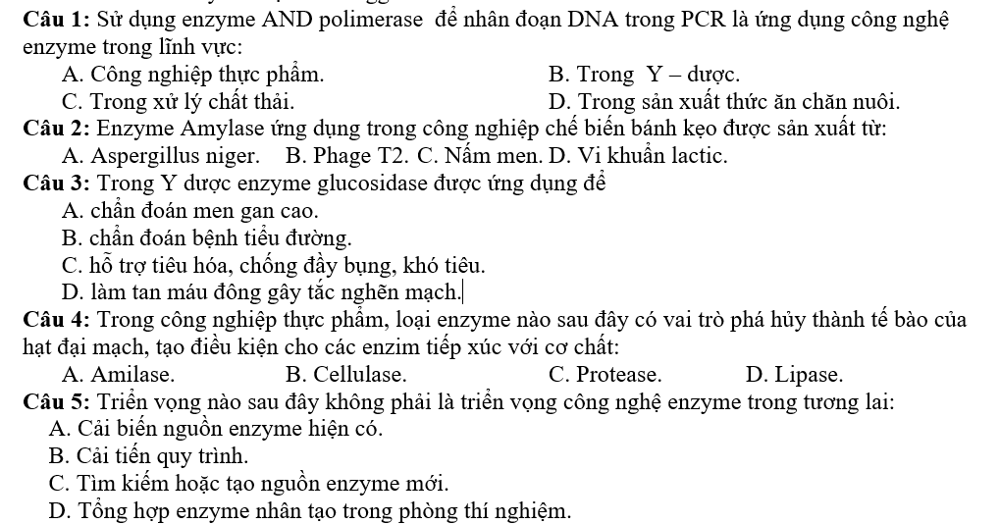 Câu 1: Sử dụng enzyme AND polimerase để nhân đoạn DNA trong PCR là ứng dụng công nghệ
enzyme trong lĩnh vực:
A. Công nghiệp thực phẩm. B. Trong Y – dược.
C. Trong xử lý chất thải. D. Trong sản xuất thức ăn chăn nuôi.
Câu 2: Enzyme Amylase ứng dụng trong công nghiệp chế biến bánh kẹo được sản xuất từ:
A. Aspergillus niger. B. Phage T2. C. Nấm men. D. Vi khuẩn lactic.
Câu 3: Trong Y dược enzyme glucosidase được ứng dụng để
A. chẩn đoán men gan cao.
B. chẩn đoán bệnh tiểu đường.
C. hỗ trợ tiêu hóa, chống đầy bụng, khó tiêu.
D. làm tan máu đông gây tắc nghẽn mạch.
Câu 4: Trong công nghiệp thực phẩm, loại enzyme nào sau đây có vai trò phá hủy thành tế bào của
hạt đại mạch, tạo điều kiện cho các enzim tiếp xúc với cơ chất:
A. Amilase. B. Cellulase. C. Protease. D. Lipase.
Câu 5: Triển vọng nào sau đây không phải là triển vọng công nghệ enzyme trong tương lai:
A. Cải biến nguồn enzyme hiện có.
B. Cải tiến quy trình.
C. Tìm kiếm hoặc tạo nguồn enzyme mới.
D. Tổng hợp enzyme nhân tạo trong phòng thí nghiệm.